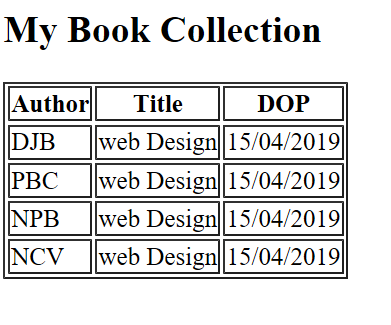 My Book Collection
Author Title DOP
DJB web Design 15/04/2019
PBC web Design 15/04/2019
NPB web Design 15/04/2019
NCV web Design 15/04/2019